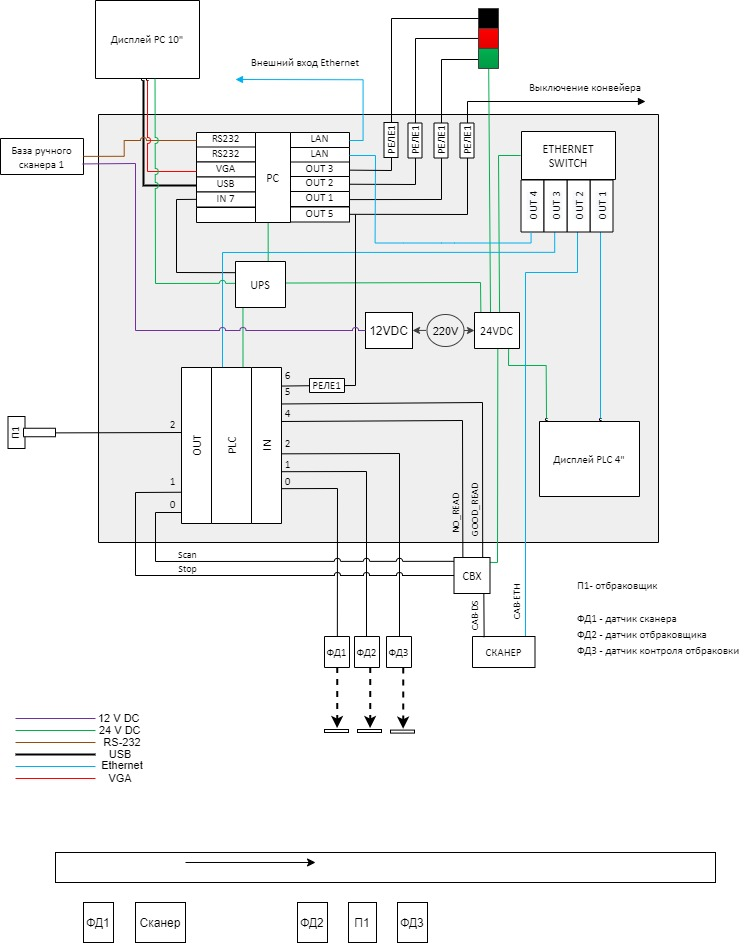 Дисплей PC 10"
Внешний вход Ethernet
Выключение конвейера
База ручного
сканера 1
RS232
RS232
VGA
USB
IN 7
PC
LAN
LAN
OUT 3
OUT 2
OUT 1
OUT 5
РЕЛЕ1
РЕЛЕ1
РЕЛЕ1
РЕЛЕ1
ETHERNET
SWITCH
OUT 4
OUT 3
OUT 2
OUT 1
UPS
12VDC
220V
24VDC
OUT
PLC
IN
6
5
4
2
1
0
2
1
0
РЕЛЕ1
П1
Дисплей PLC 4"
NO_READ
GOOD_READ
Scan
Stop
CBX
CAB-DS
CAB-ETH
СКАНЕР
П1- отбраковщик
ФД1 - датчик сканера
ФД2 - датчик отбраковщика
ФД3 - датчик контроля отбраковки
ФД1
ФД2
ФД3
12 V DC
24 V DC
RS-232
USB
Ethernet
VGA
ФД1
Сканер
ФД2
П1
ФД3